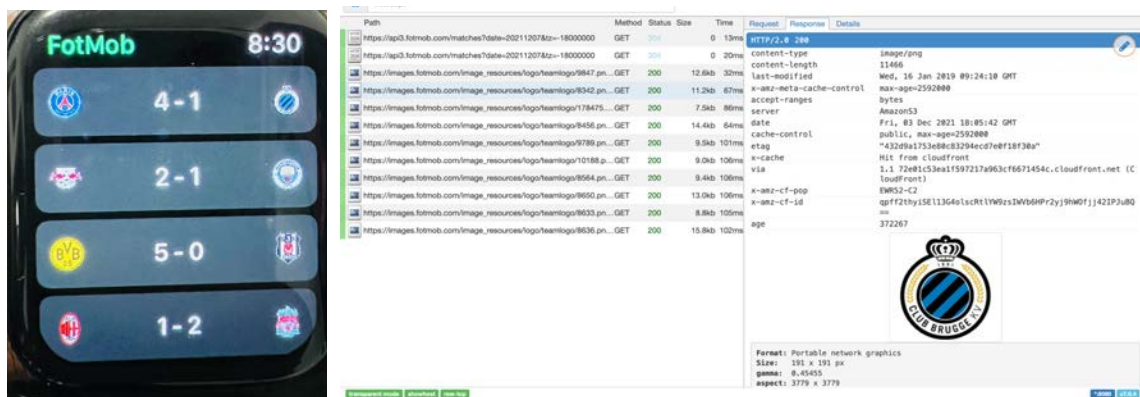 FotMob 8:30
4-1
2-1
5-0
1-2
Path Method Status Size Time
https://api3.fotmob.com/matches?date=20211207&tz=-18000000 GET 304 0 13ms
https://api3.fotmob.com/matches?date=20211207&tz=-18000000 GET 304 0 20ms
https://images.fotmob.com/image_resources/logo/teamlogo/9847.pn... GET 200 12.6kb 32ms
https://images.fotmob.com/image_resources/logo/teamlogo/8342.pn... GET 200 11.2kb 67ms
https://images.fotmob.com/image_resources/logo/teamlogo/178475.... GET 200 7.5kb 86ms
https://images.fotmob.com/image_resources/logo/teamlogo/8456.pn... GET 200 14.4kb 64ms
https://images.fotmob.com/image_resources/logo/teamlogo/9789.pn... GET 200 9.5kb 101ms
https://images.fotmob.com/image_resources/logo/teamlogo/10188.p... GET 200 9.0kb 106ms
https://images.fotmob.com/image_resources/logo/teamlogo/8564.pn... GET 200 9.4kb 106ms
https://images.fotmob.com/image_resources/logo/teamlogo/8650.pn... GET 200 13.0kb 106ms
https://images.fotmob.com/image_resources/logo/teamlogo/8633.pn... GET 200 8.8kb 105ms
https://images.fotmob.com/image_resources/logo/teamlogo/8636.pn... GET 200 15.8kb 102ms
transparent mode showhost raw-tcp
Request Response Details
HTTP/2.0 200
content-type image/png
content-length 11466
last-modified Wed, 16 Jan 2019 09:24:10 GMT
x-amz-meta-cache-control max-age=2592000
accept-ranges bytes
server AmazonS3
date Fri, 03 Dec 2021 18:05:42 GMT
cache-control public, max-age=2592000
etag "432d9a1753e80c83294ecd7e0f18f30a"
x-cache Hit from cloudfront
via 1.1 72e01c53ea1f597217a963cf6671454c.cloudfront.net (C
loudFront)
x-amz-cf-pop EWR52-C2
x-amz-cf-id
==
age 372267
1891
CLUB BRUGGE KV
Format: Portable network graphics
Size: 191 x 191 px
gamma: 0.45455
aspect: 3779 x 3779
*:8080